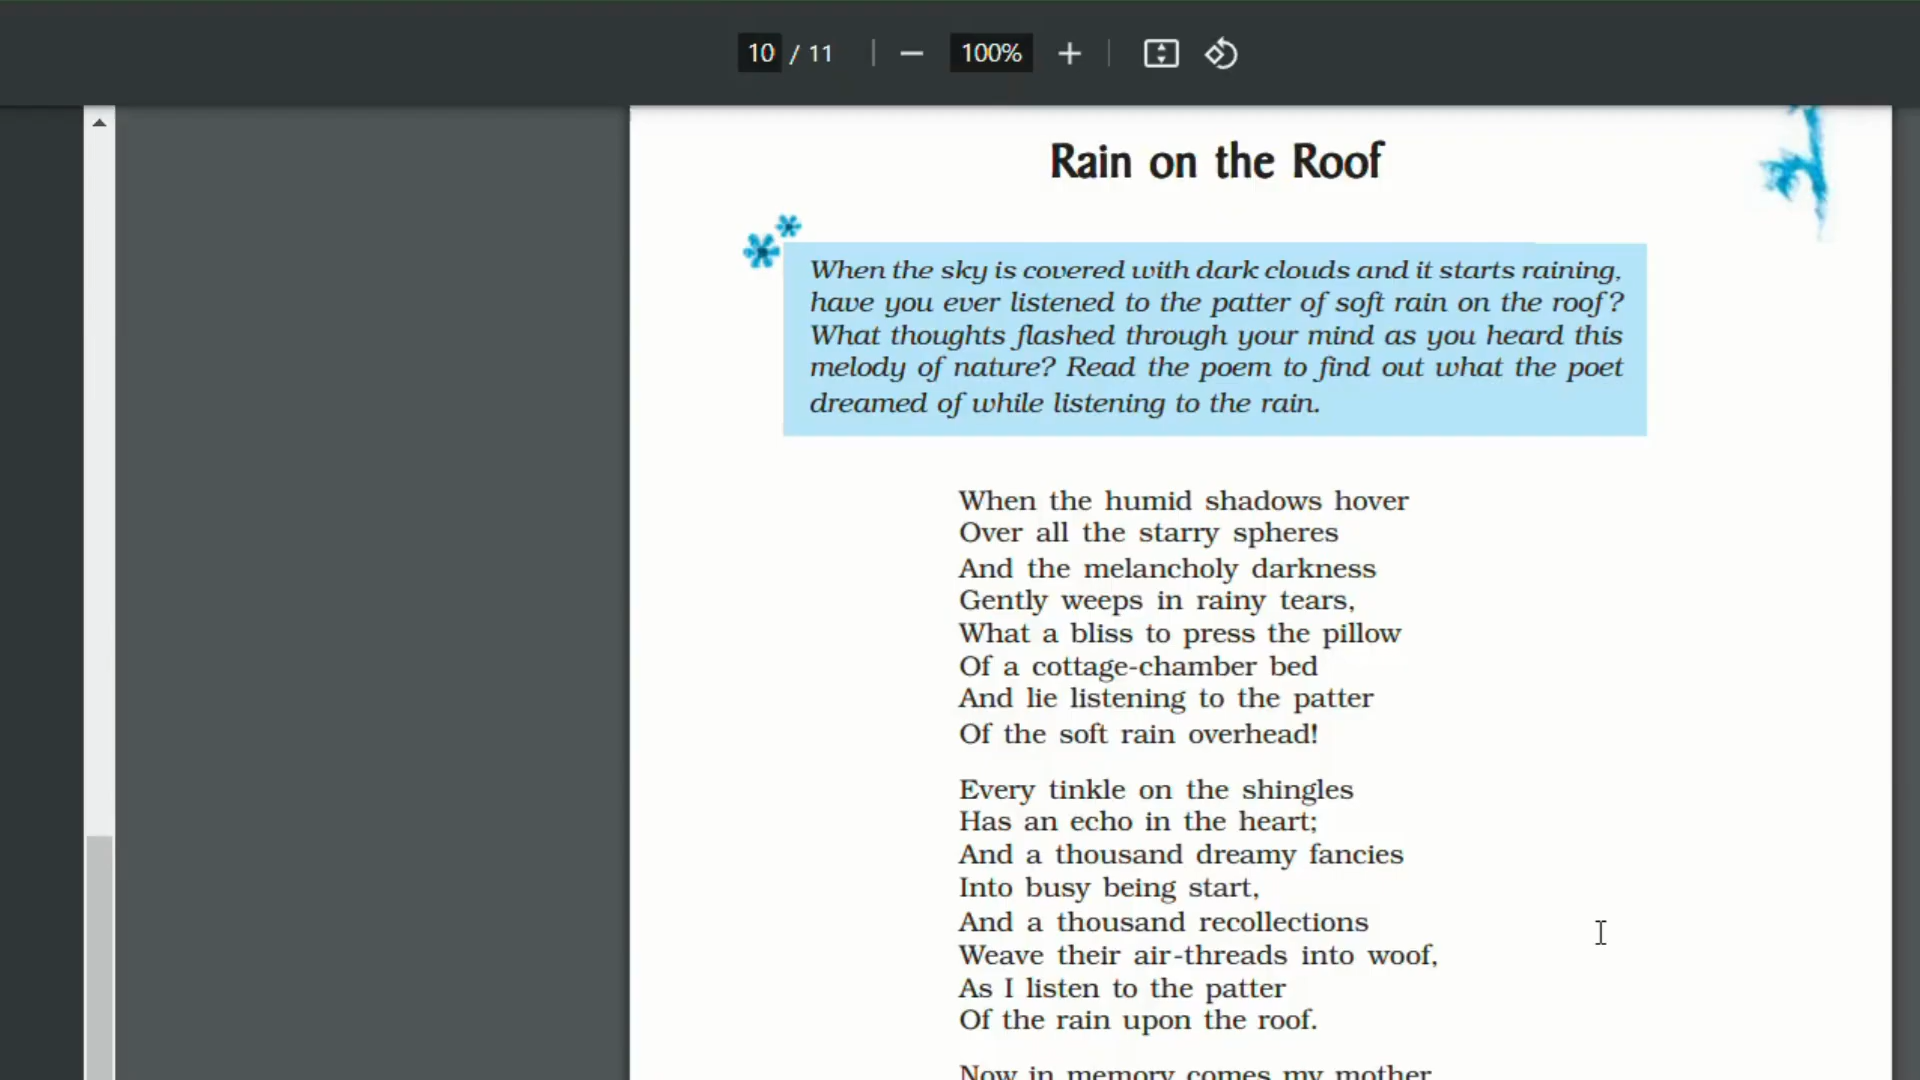 10 / 11
100%
Rain on the Roof
When the sky is covered with dark clouds and it starts raining,
have you ever listened to the patter of soft rain on the roof?
What thoughts flashed through your mind as you heard this
melody of nature? Read the poem to find out what the poet
dreamed of while listening to the rain.
When the humid shadows hover
Over all the starry spheres
And the melancholy darkness
Gently weeps in rainy tears,
What a bliss to press the pillow
Of a cottage-chamber bed
And lie listening to the patter
Of the soft rain overhead!
Every tinkle on the shingles
Has an echo in the heart;
And a thousand dreamy fancies
Into busy being start,
And a thousand recollections
Weave their air-threads into woof,
As I listen to the patter
Of the rain upon the roof.
Now in memory comes my mother